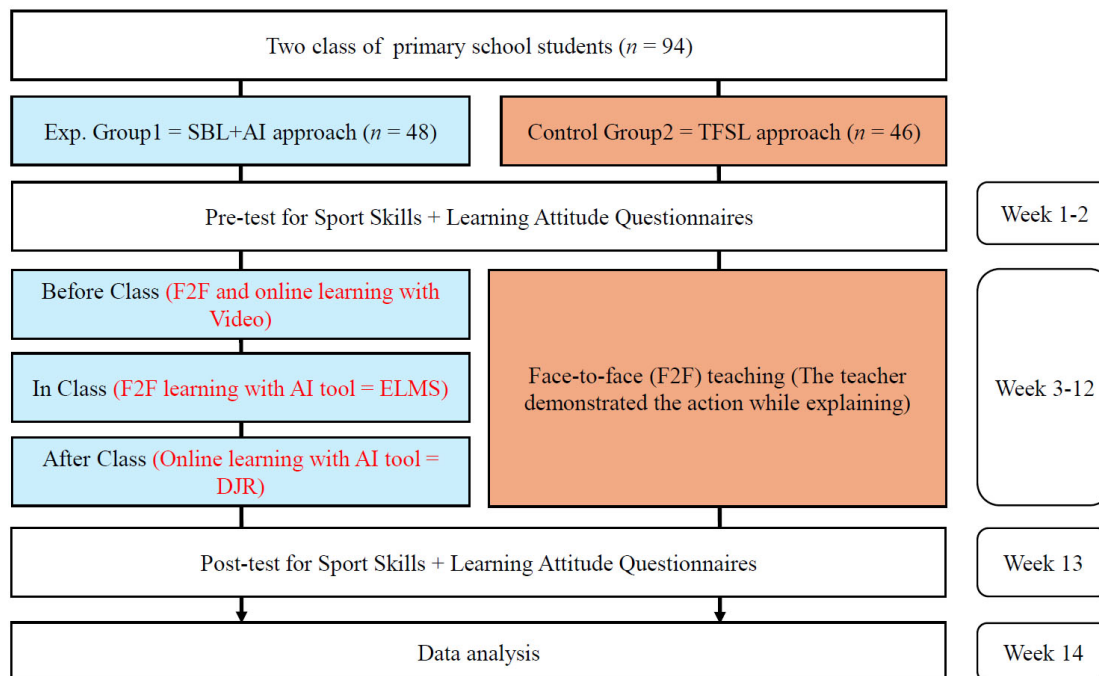 Two class of primary school students (n = 94)
Exp. Group1 = SBL+AI approach (n = 48)
Control Group2 = TFSL approach (n = 46)
Pre-test for Sport Skills + Learning Attitude Questionnaires
Week 1-2
Before Class (F2F and online learning with
Video)
In Class (F2F learning with AI tool = ELMS)
After Class (Online learning with AI tool =
DJR)
Face-to-face (F2F) teaching (The teacher
demonstrated the action while explaining)
Week 3-12
Post-test for Sport Skills + Learning Attitude Questionnaires
Week 13
Data analysis
Week 14